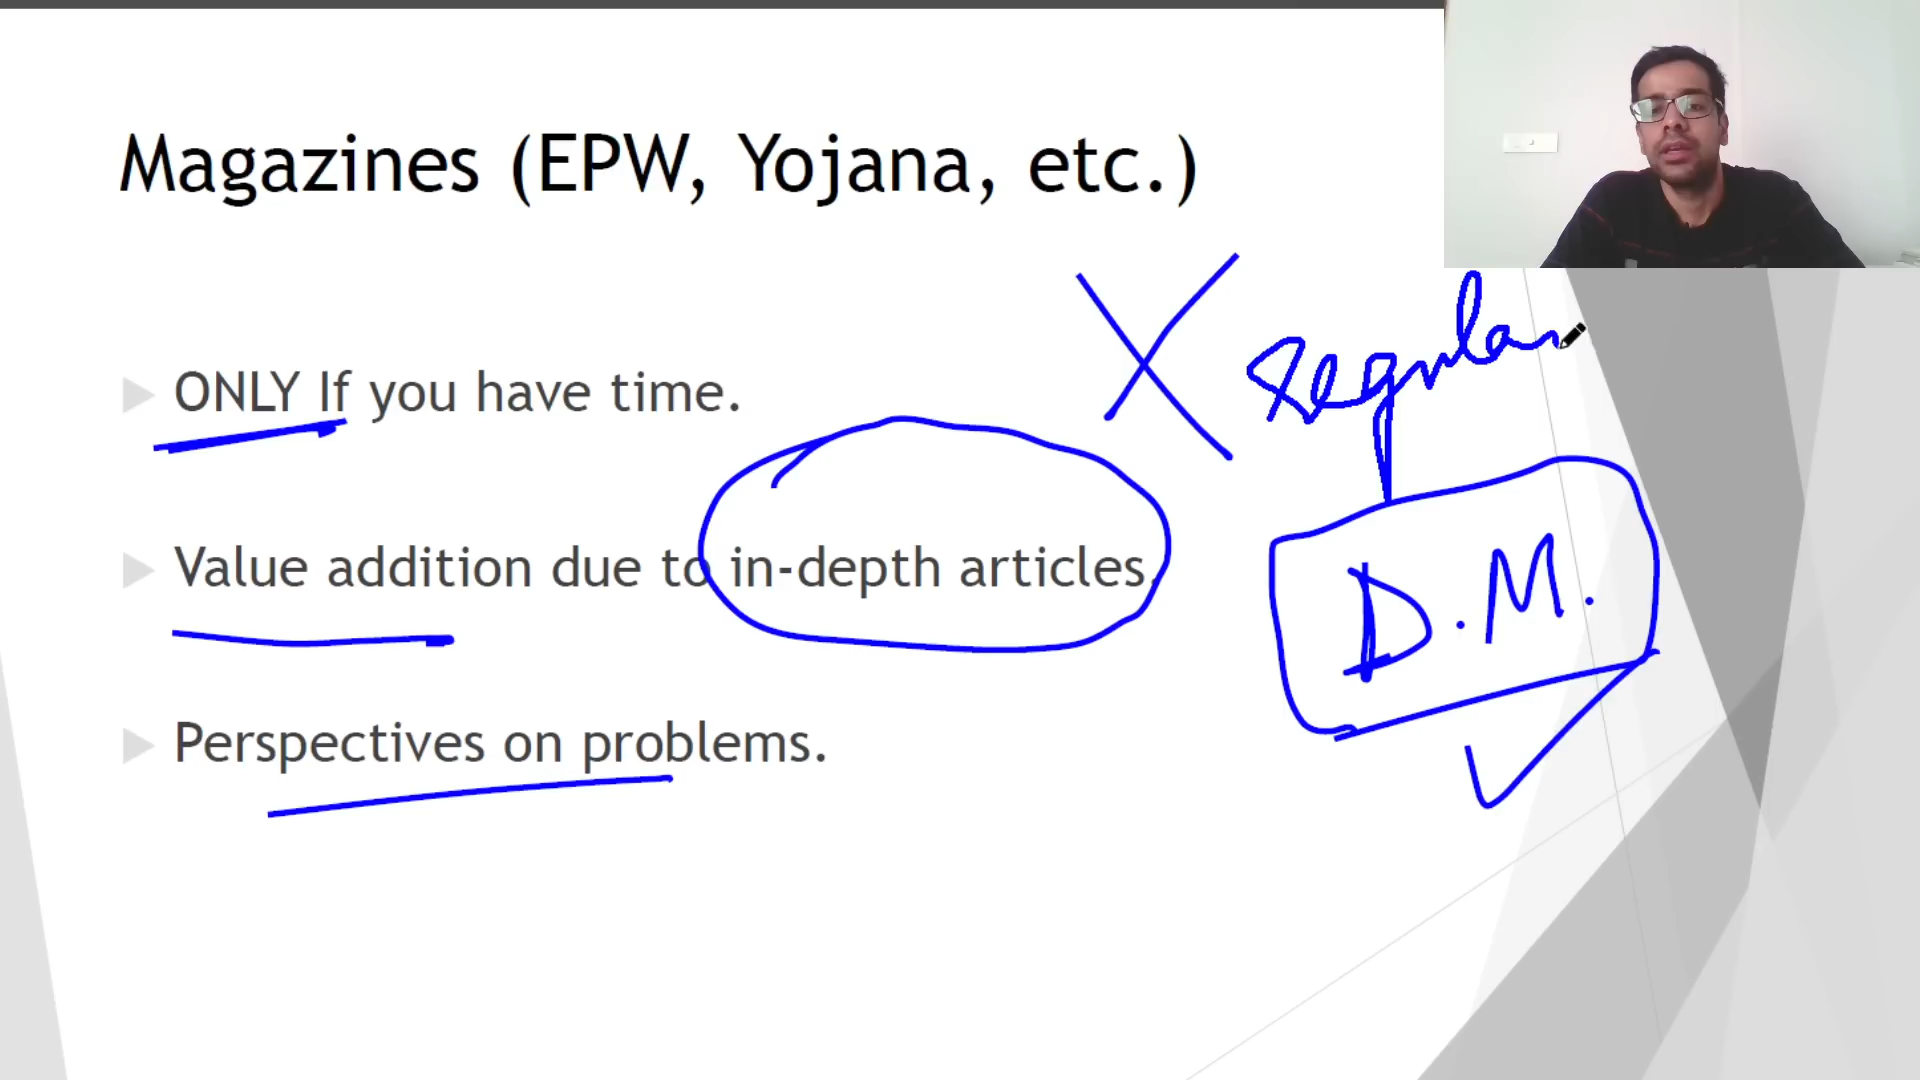 Magazines (EPW, Yojana, etc.)
X Regular
ONLY If you have time.
Value addition due to in-depth articles.
D.M.
Perspectives on problems.